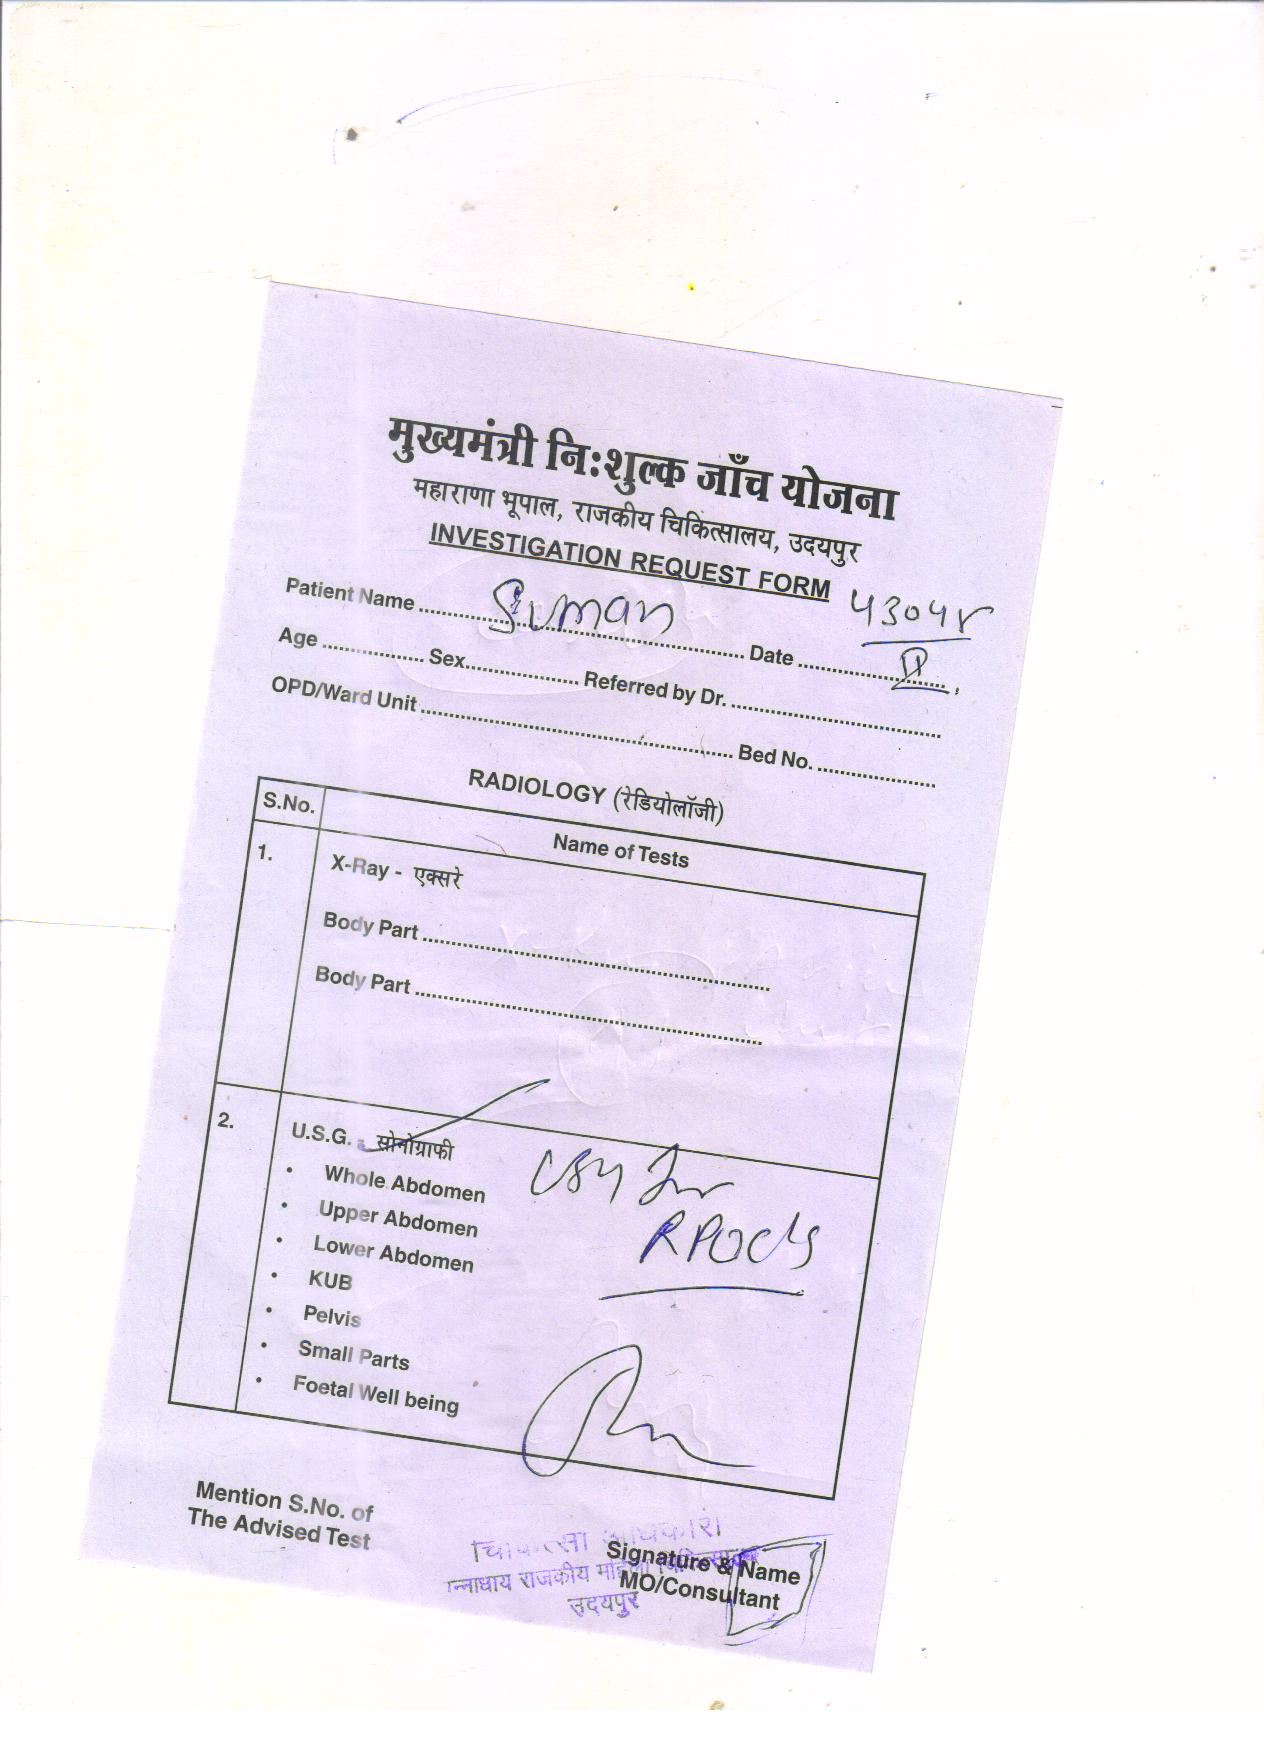 मुख्यमंत्री निःशुल्क जाँच योजना
महाराणा भूपाल, राजकीय चिकित्सालय, उदयपुर
INVESTIGATION REQUEST FORM
Patient Name ........ Suman ........ Date ........
II
Age ........ Sex ........ Referred by Dr. ........
OPD/Ward Unit ........ Bed No. ........
RADIOLOGY (रेडियोलॉजी)
S.No. Name of Tests
1. X-Ray - एक्सरे
Body Part ........
Body Part ........
2. U.S.G. - सोनोग्राफी
• Whole Abdomen
• Upper Abdomen
• Lower Abdomen
• KUB
• Pelvis
• Small Parts
• Foetal Well being
RPOCs
Mention S.No. of
The Advised Test
Signature & Name
MO/Consultant
राजकीय
उदयपुर